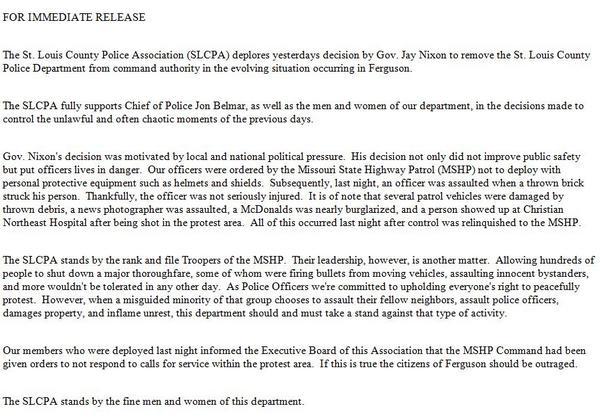 FOR IMMEDIATE RELEASE
The St. Louis County Police Association (SLCPA) deplores yesterdays decision by Gov. Jay Nixon to remove the St. Louis County
Police Department from command authority in the evolving situation occurring in Ferguson.
The SLCPA fully supports Chief of Police Jon Belmar, as well as the men and women of our department, in the decisions made to
control the unlawful and often chaotic moments of the previous days.
Gov. Nixon's decision was motivated by local and national political pressure. His decision not only did not improve public safety
but put officers lives in danger. Our officers were ordered by the Missouri State Highway Patrol (MSHP) not to deploy with
personal protective equipment such as helmets and shields. Subsequently, last night, an officer was assaulted when a thrown brick
struck his person. Thankfully, the officer was not seriously injured. It is of note that several patrol vehicles were damaged by
thrown debris, a news photographer was assaulted, a McDonalds was nearly burglarized, and a person showed up at Christian
Northeast Hospital after being shot in the protest area. All of this occurred last night after control was relinquished to the MSHP.
The SLCPA stands by the rank and file Troopers of the MSHP. Their leadership, however, is another matter. Allowing hundreds of
people to shut down a major thoroughfare, some of whom were firing bullets from moving vehicles, assaulting innocent bystanders,
and more wouldn't be tolerated in any other day. As Police Officers we're committed to upholding everyone's right to peacefully
protest. However, when a misguided minority of that group chooses to assault their fellow neighbors, assault police officers,
damages property, and inflame unrest, this department should and must take a stand against that type of activity.
Our members who were deployed last night informed the Executive Board of this Association that the MSHP Command had been
given orders to not respond to calls for service within the protest area. If this is true the citizens of Ferguson should be outraged.
The SLCPA stands by the fine men and women of this department.